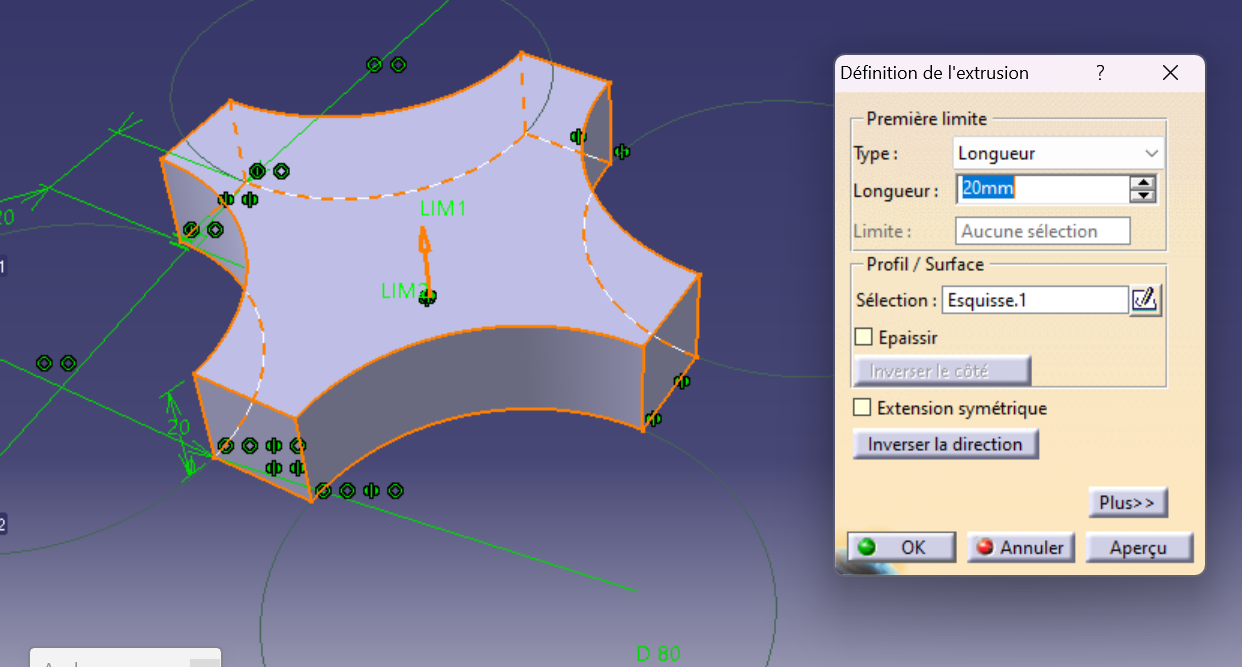 Définition de l'extrusion ?
Première limite
Type : Longueur
Longueur : 20mm
Limite : Aucune sélection
Profil / Surface
Sélection : Esquisse.1
Epaissir
Inverser le côté
Extension symétrique
Inverser la direction
Plus>>
OK Annuler Aperçu
LIM1
20
1
LIM2
20
2
D 80